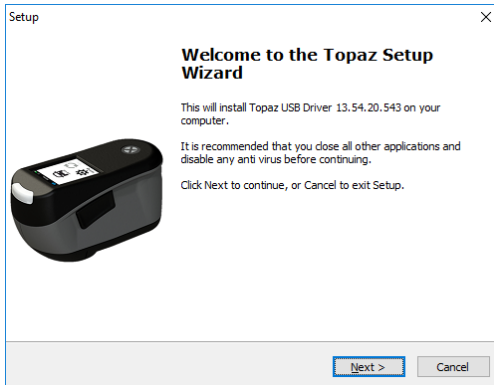 Setup
Welcome to the Topaz Setup
Wizard
This will install Topaz USB Driver 13.54.20.543 on your
computer.
It is recommended that you close all other applications and
disable any anti virus before continuing.
Click Next to continue, or Cancel to exit Setup.
Next >
Cancel